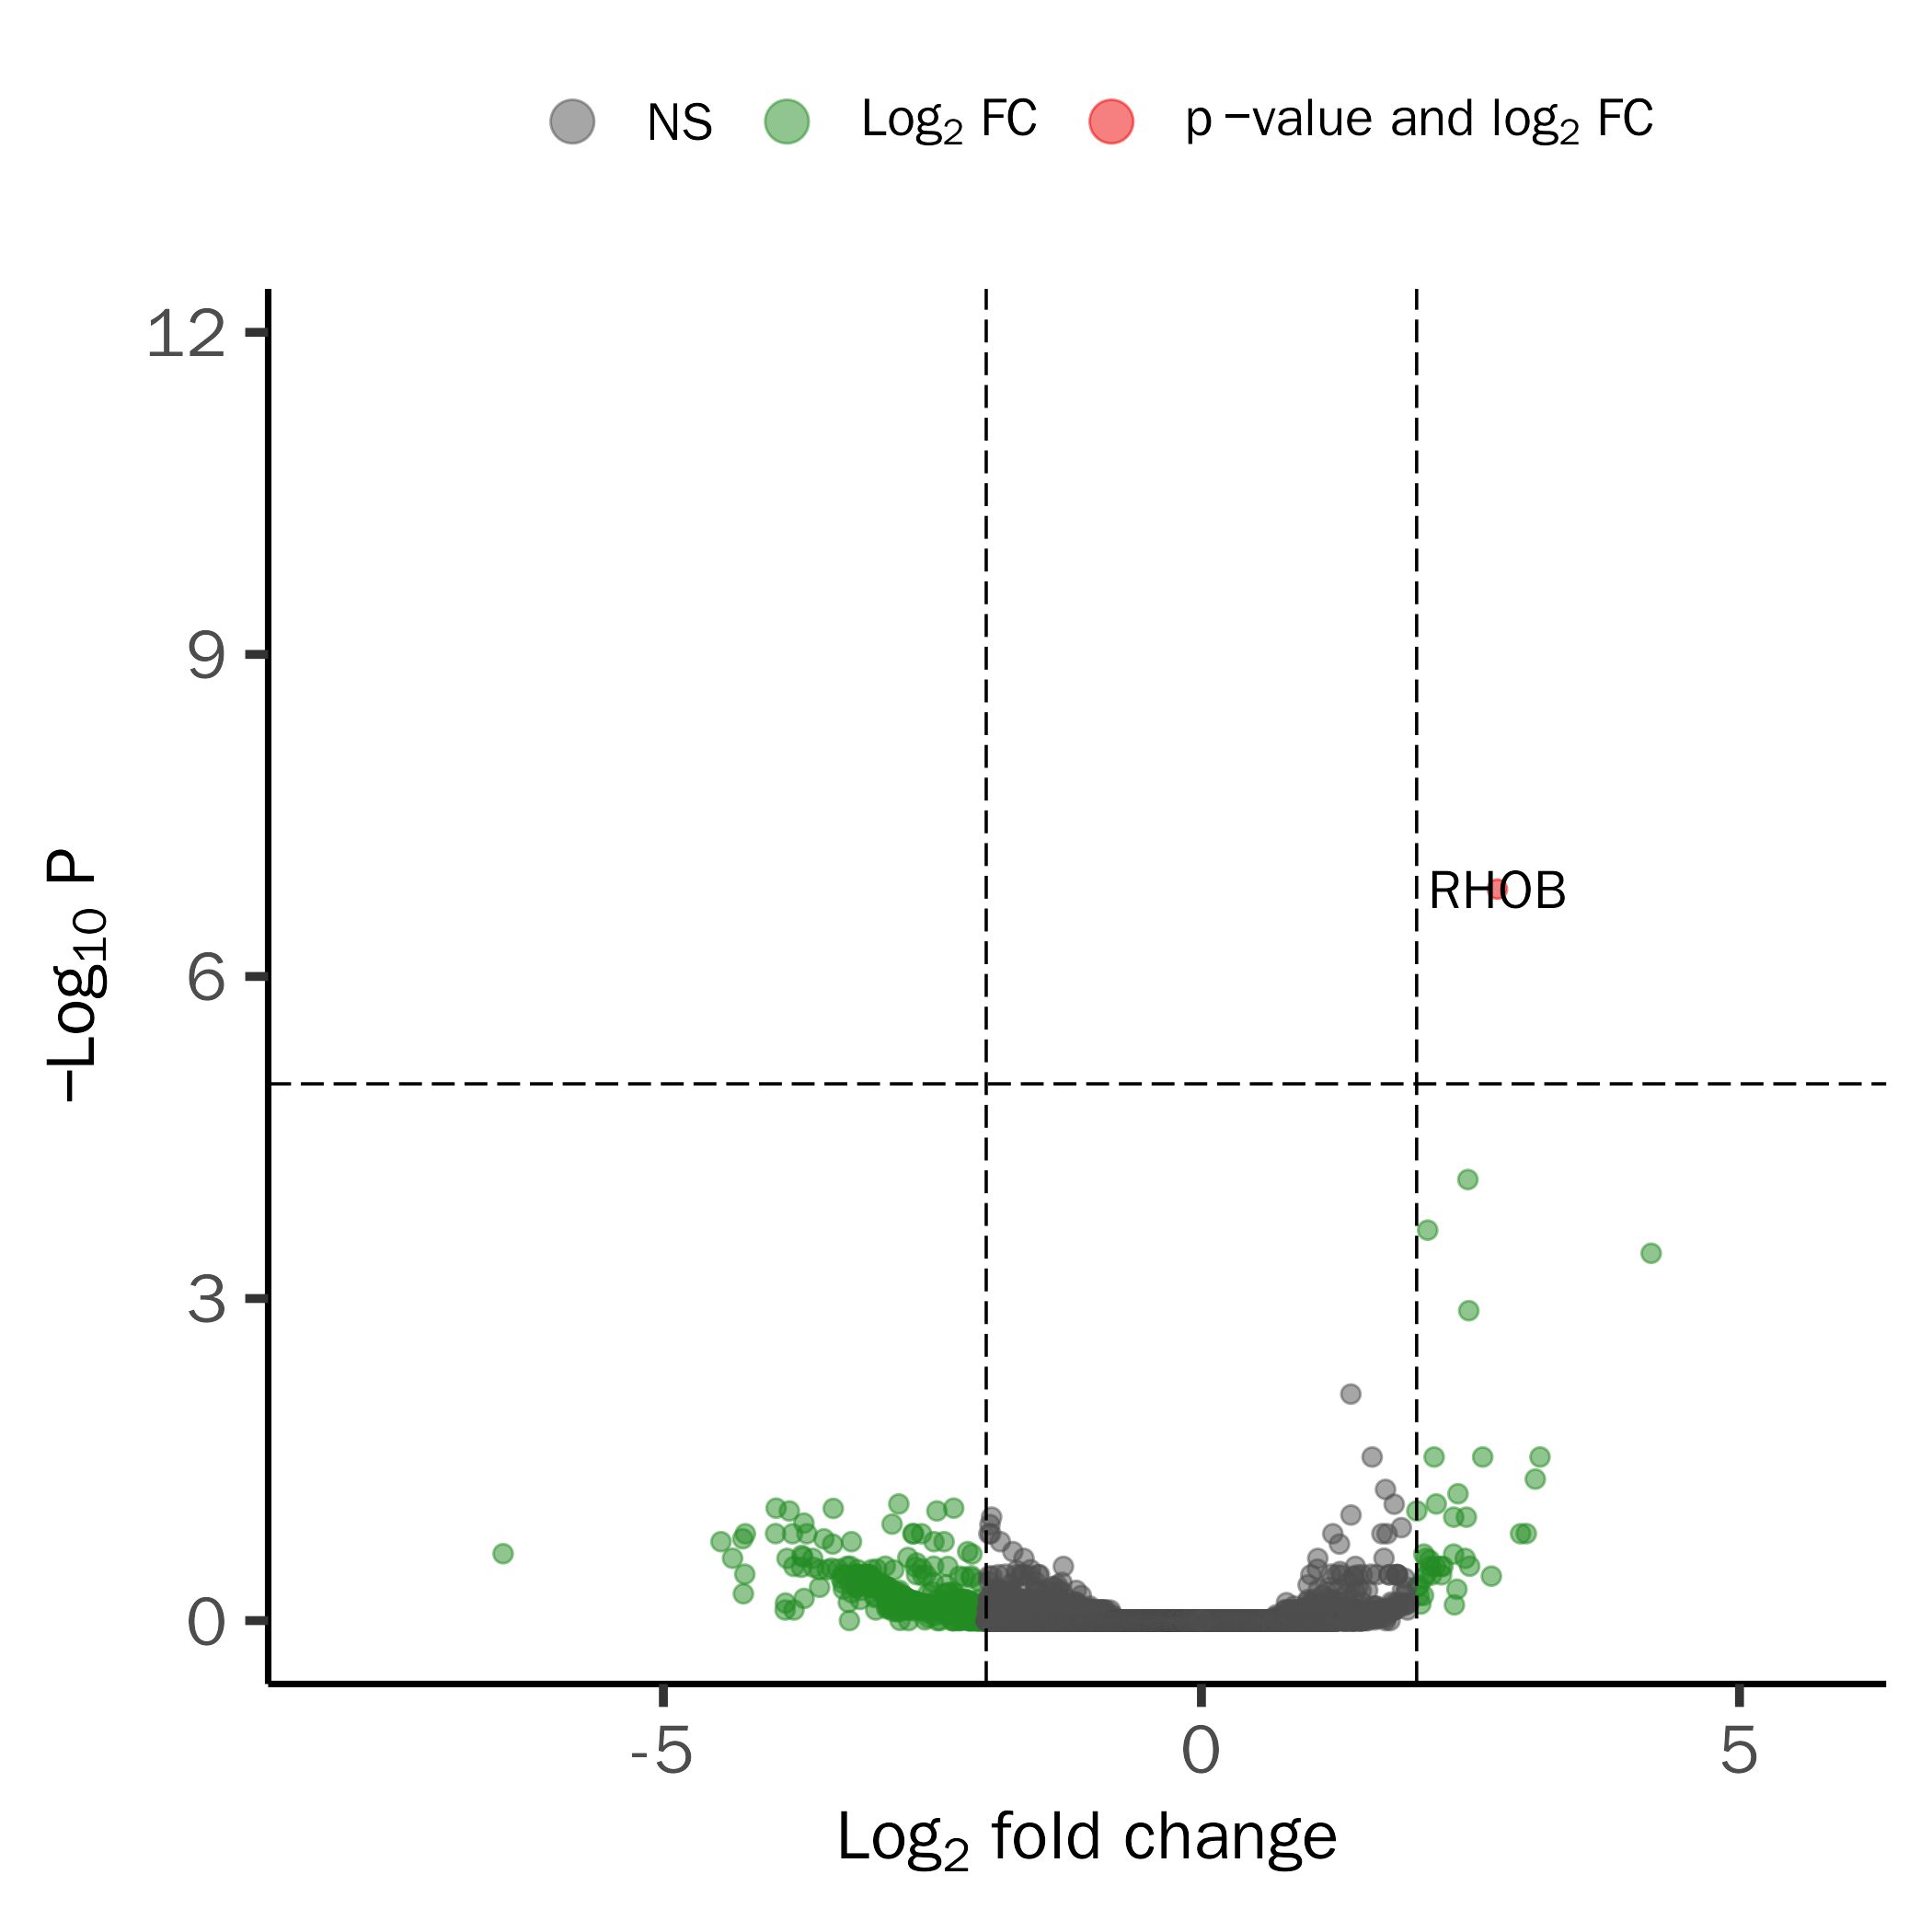 NS Log₂ FC p −value and log₂ FC
12
9
6
3
0
−Log₁₀ P
RHOB
-5 0 5
Log₂ fold change